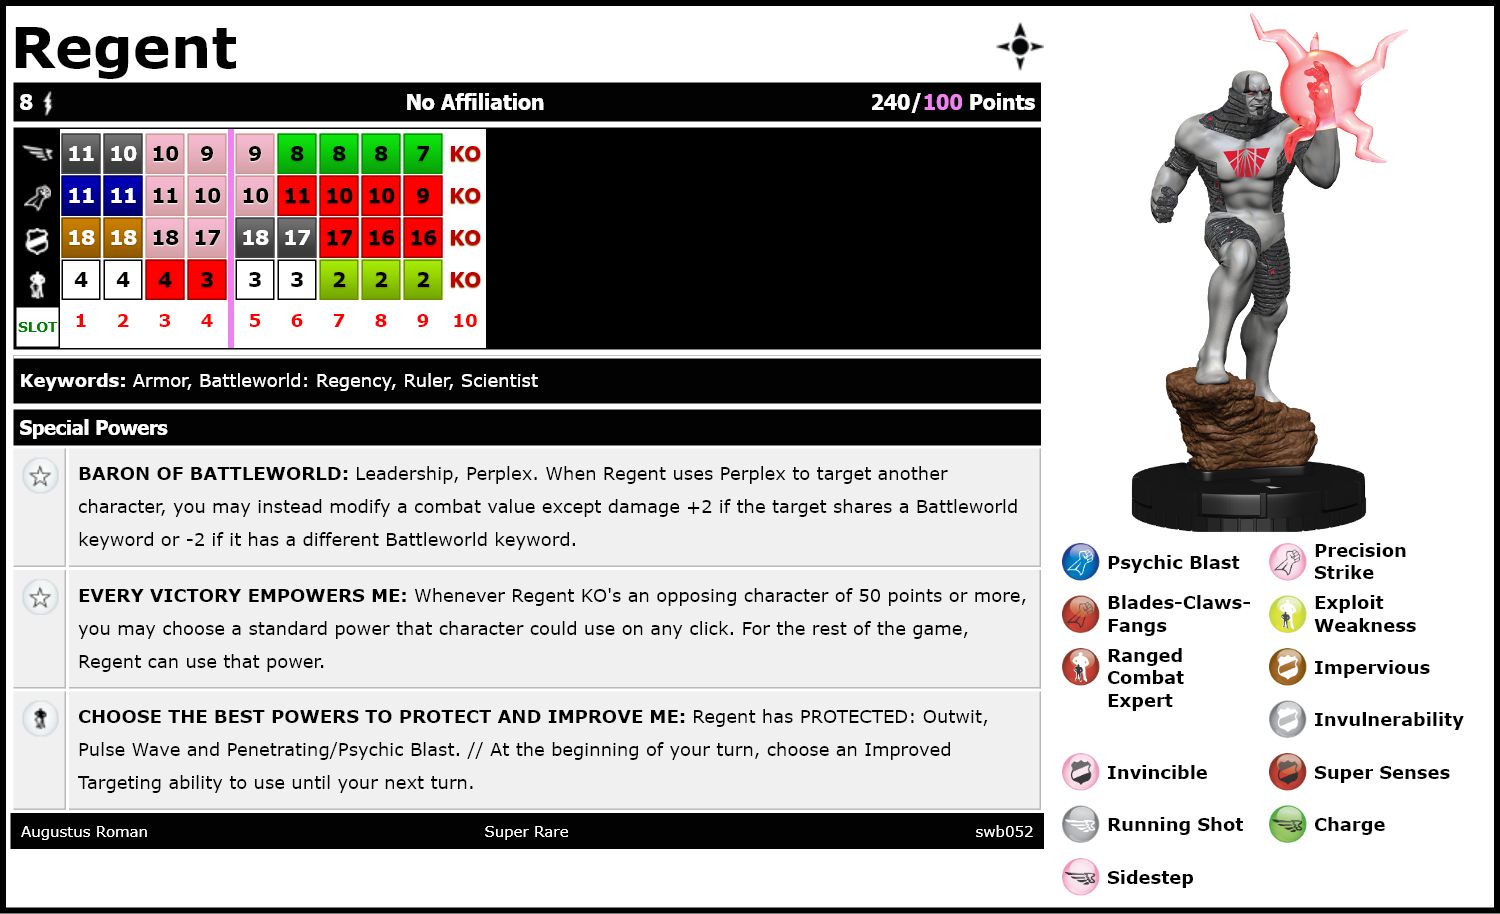 Regent
8 No Affiliation 240/100 Points
11 10 10 9 9 8 8 8 7 KO
11 11 11 10 10 11 10 10 9 KO
18 18 18 17 18 17 17 16 16 KO
4 4 4 3 3 3 2 2 2 KO
SLOT 1 2 3 4 5 6 7 8 9 10
Keywords: Armor, Battleworld: Regency, Ruler, Scientist
Special Powers
BARON OF BATTLEWORLD: Leadership, Perplex. When Regent uses Perplex to target another
character, you may instead modify a combat value except damage +2 if the target shares a Battleworld
keyword or -2 if it has a different Battleworld keyword.
EVERY VICTORY EMPOWERS ME: Whenever Regent KO's an opposing character of 50 points or more,
you may choose a standard power that character could use on any click. For the rest of the game,
Regent can use that power.
CHOOSE THE BEST POWERS TO PROTECT AND IMPROVE ME: Regent has PROTECTED: Outwit,
Pulse Wave and Penetrating/Psychic Blast. // At the beginning of your turn, choose an Improved
Targeting ability to use until your next turn.
Augustus Roman Super Rare swb052
Psychic Blast
Precision
Strike
Blades-Claws-
Fangs
Exploit
Weakness
Ranged
Combat
Expert
Impervious
Invulnerability
Invincible
Super Senses
Running Shot
Charge
Sidestep